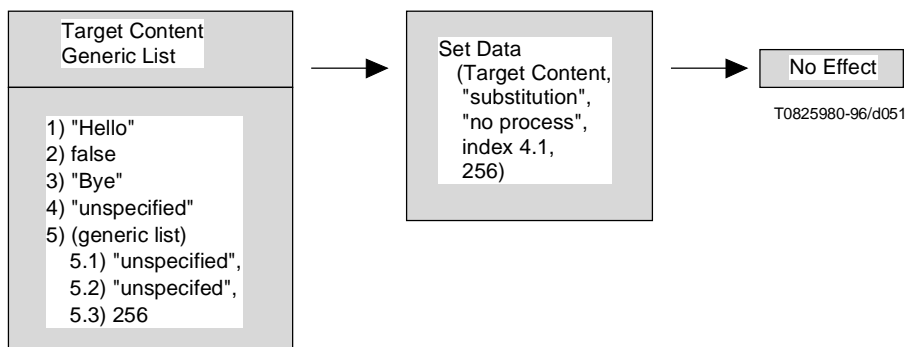 Target Content
Generic List
1) "Hello"
2) false
3) "Bye"
4) "unspecified"
5) (generic list)
5.1) "unspecified",
5.2) "unspecifed",
5.3) 256
Set Data
(Target Content,
"substitution",
"no process",
index 4.1,
256)
No Effect
T0825980-96/d051